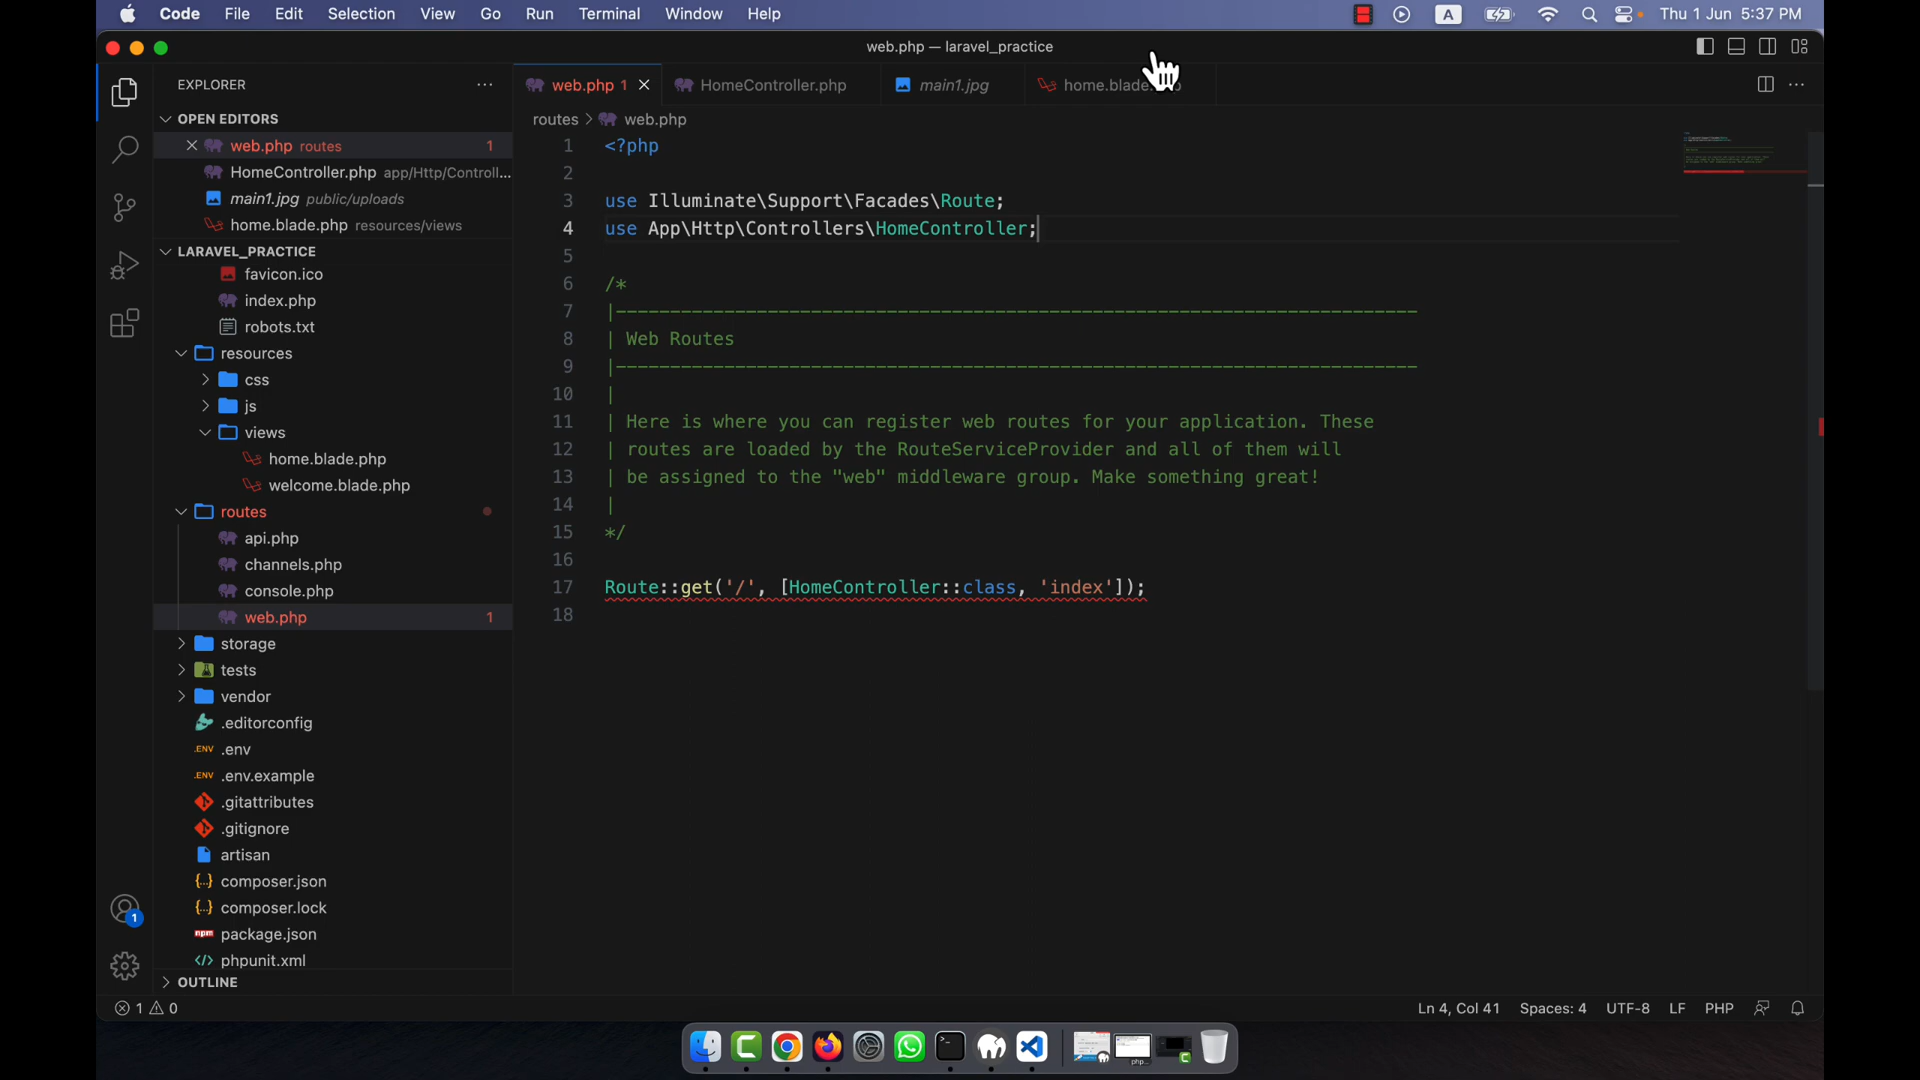 Code File Edit Selection View Go Run Terminal Window Help
A
Thu 1 Jun 5:37 PM
web.php — laravel_practice
EXPLORER
web.php 1
HomeController.php
main1.jpg
home.blade
routes > web.php
OPEN EDITORS
web.php routes 1
HomeController.php app/Http/Controll...
main1.jpg public/uploads
home.blade.php resources/views
LARAVEL_PRACTICE
favicon.ico
index.php
robots.txt
resources
css
js
views
home.blade.php
welcome.blade.php
routes
api.php
channels.php
console.php
web.php 1
storage
tests
vendor
.editorconfig
.ENV .env
.ENV .env.example
.gitattributes
.gitignore
artisan
{..} composer.json
{..} composer.lock
npm package.json
</> phpunit.xml
OUTLINE
1
1 <?php
2
3 use Illuminate\Support\Facades\Route;
4 use App\Http\Controllers\HomeController;
5
6 /*
7 |--------------------------------------------------------------------------
8 | Web Routes
9 |--------------------------------------------------------------------------
10 |
11 | Here is where you can register web routes for your application. These
12 | routes are loaded by the RouteServiceProvider and all of them will
13 | be assigned to the "web" middleware group. Make something great!
14 |
15 */
16
17 Route::get('/', [HomeController::class, 'index']);
18
1 0
Ln 4, Col 41 Spaces: 4 UTF-8 LF PHP
php